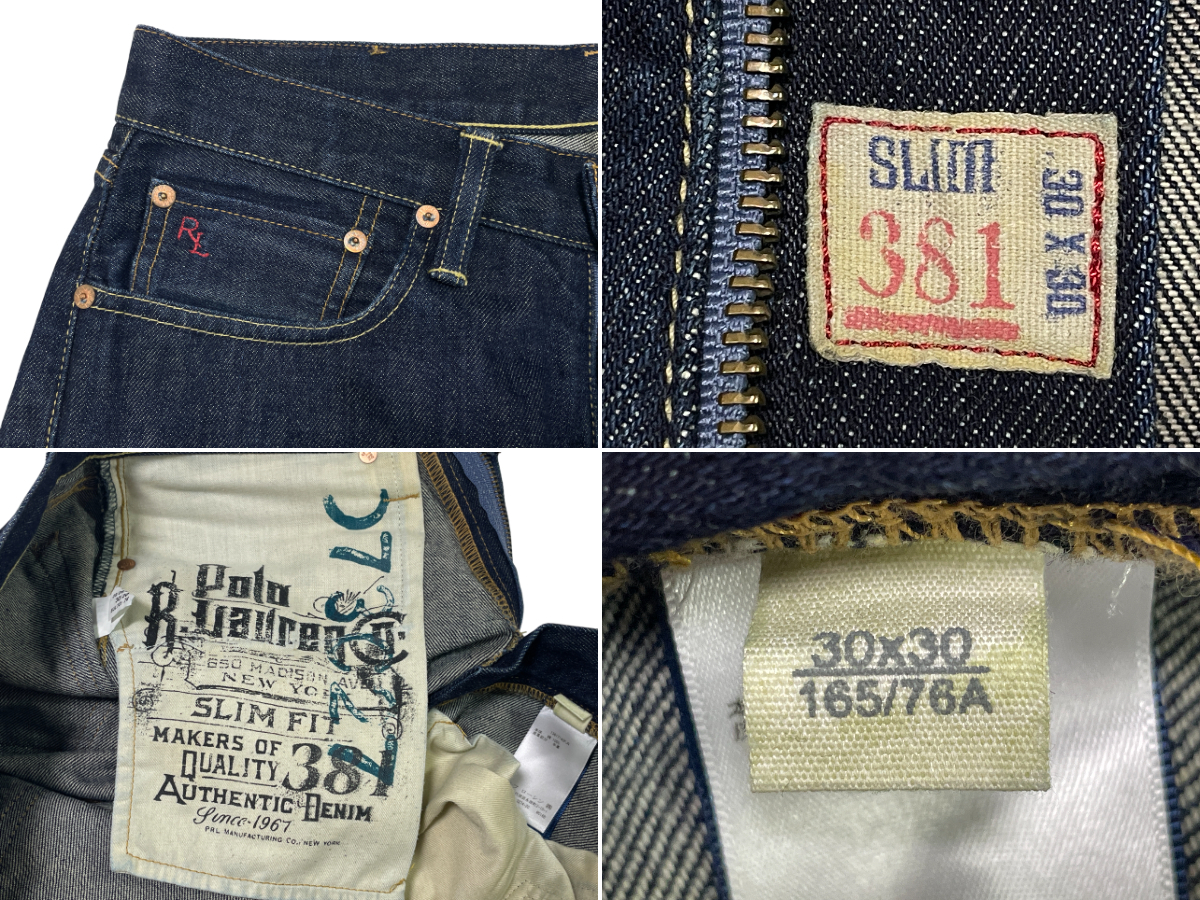 RL
SLIM
381
30 X 30
Polo
R. Lauren Co.
650 MADISON AVE
NEW YORK
SLIM FIT
MAKERS OF
QUALITY 381
AUTHENTIC DENIM
Since 1967
PRL MANUFACTURING CO., NEW YORK
30x30
165/76A